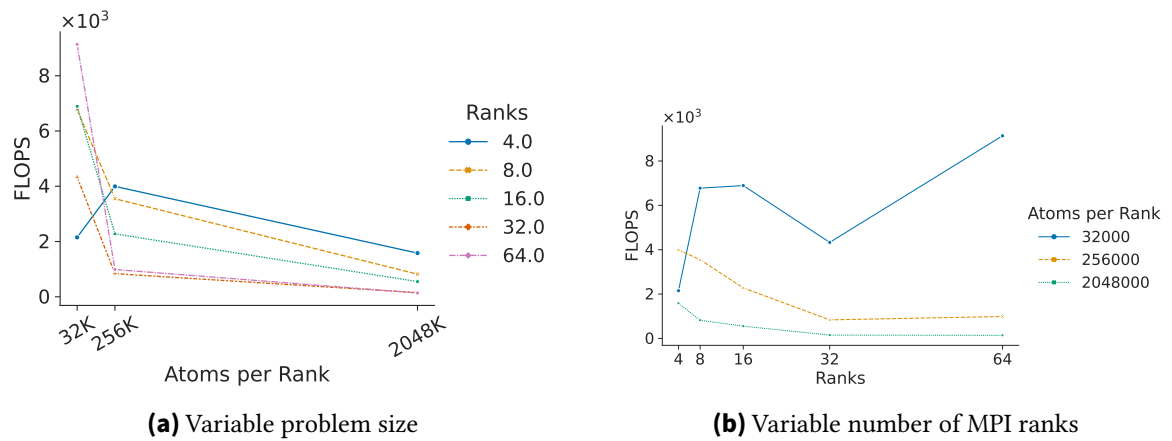 ×10³
8
6
4
2
0
FLOPS
32K
256K
2048K
Atoms per Rank
Ranks
4.0
8.0
16.0
32.0
64.0
(a) Variable problem size
×10³
8
6
4
2
0
FLOPS
4 8 16 32 64
Ranks
Atoms per Rank
32000
256000
2048000
(b) Variable number of MPI ranks